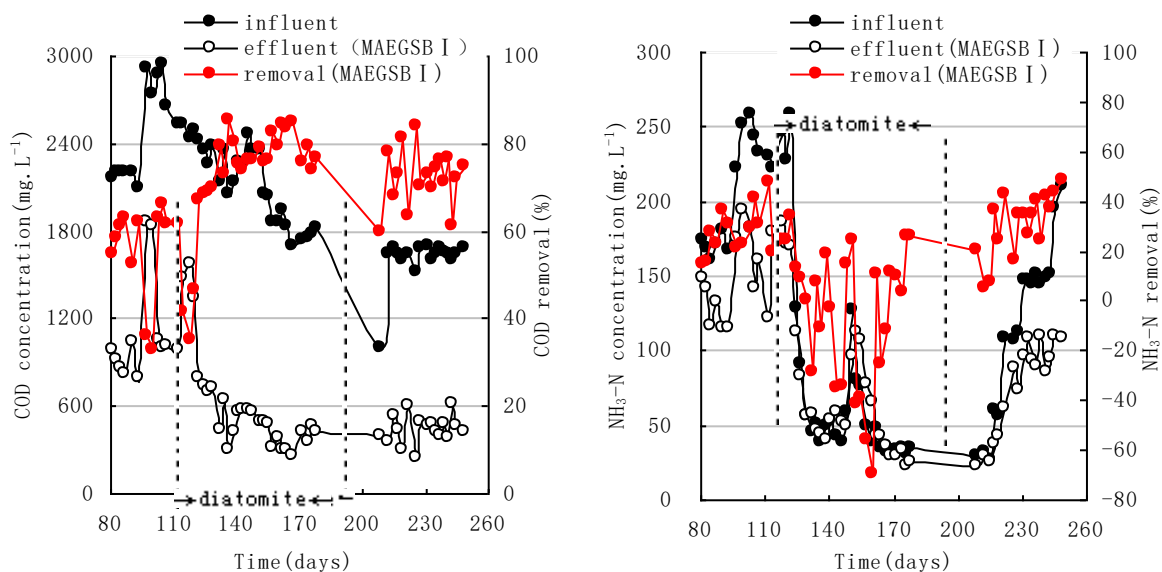 influent
effluent（MAEGSBⅠ）
removal(MAEGSBⅠ)
3000
2400
1800
1200
600
0
COD concentration(mg.L⁻¹)
100
80
60
40
20
0
COD removal(%)
diatomite
80 110 140 170 200 230 260
Time(days)
influent
effluent(MAEGSBⅠ)
removal(MAEGSBⅠ)
300
250
200
150
100
50
0
NH₃-N concentration(mg.L⁻¹)
100
80
60
40
20
0
-20
-40
-60
-80
NH₃-N removal(%)
diatomite
80 110 140 170 200 230 260
Time(days)